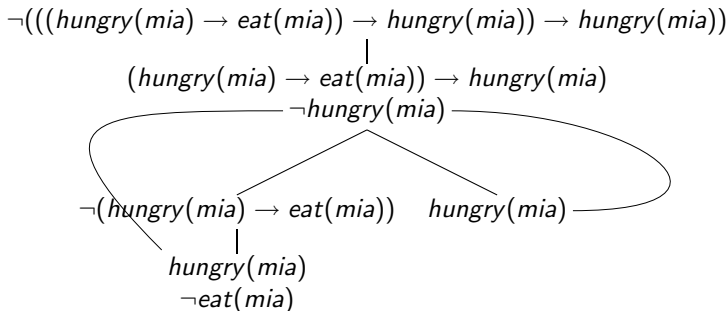 ¬(((hungry(mia) → eat(mia)) → hungry(mia)) → hungry(mia))
(hungry(mia) → eat(mia)) → hungry(mia)
¬hungry(mia)
¬(hungry(mia) → eat(mia)) hungry(mia)
hungry(mia)
¬eat(mia)